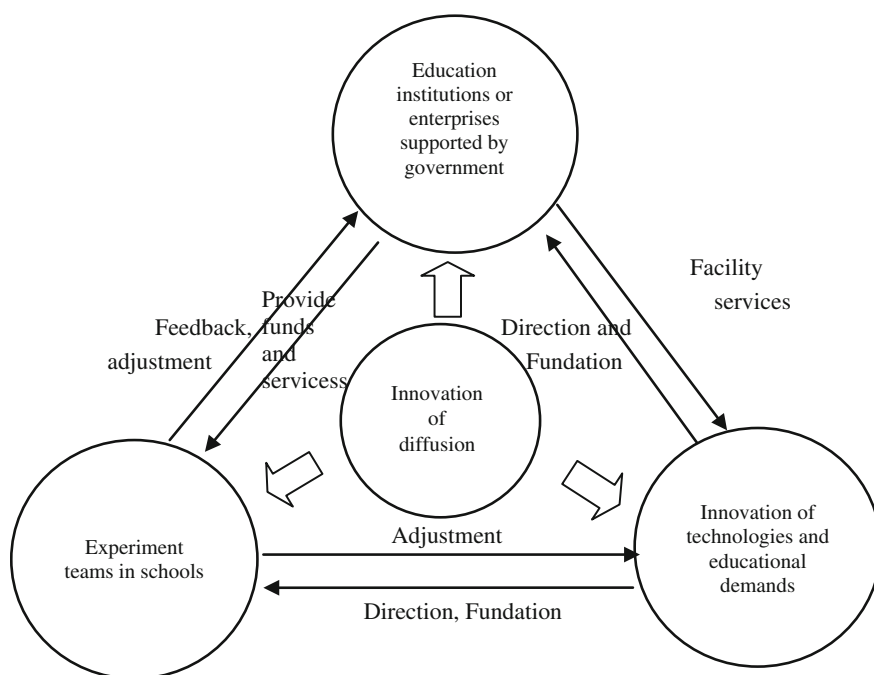 Education
institutions or
enterprises
supported by
government
Facility
services
Feedback,
adjustment
Provide
funds
and
servicess
Direction and
Fundation
Innovation
of
diffusion
Experiment
teams in schools
Adjustment
Direction, Fundation
Innovation of
technologies and
educational
demands